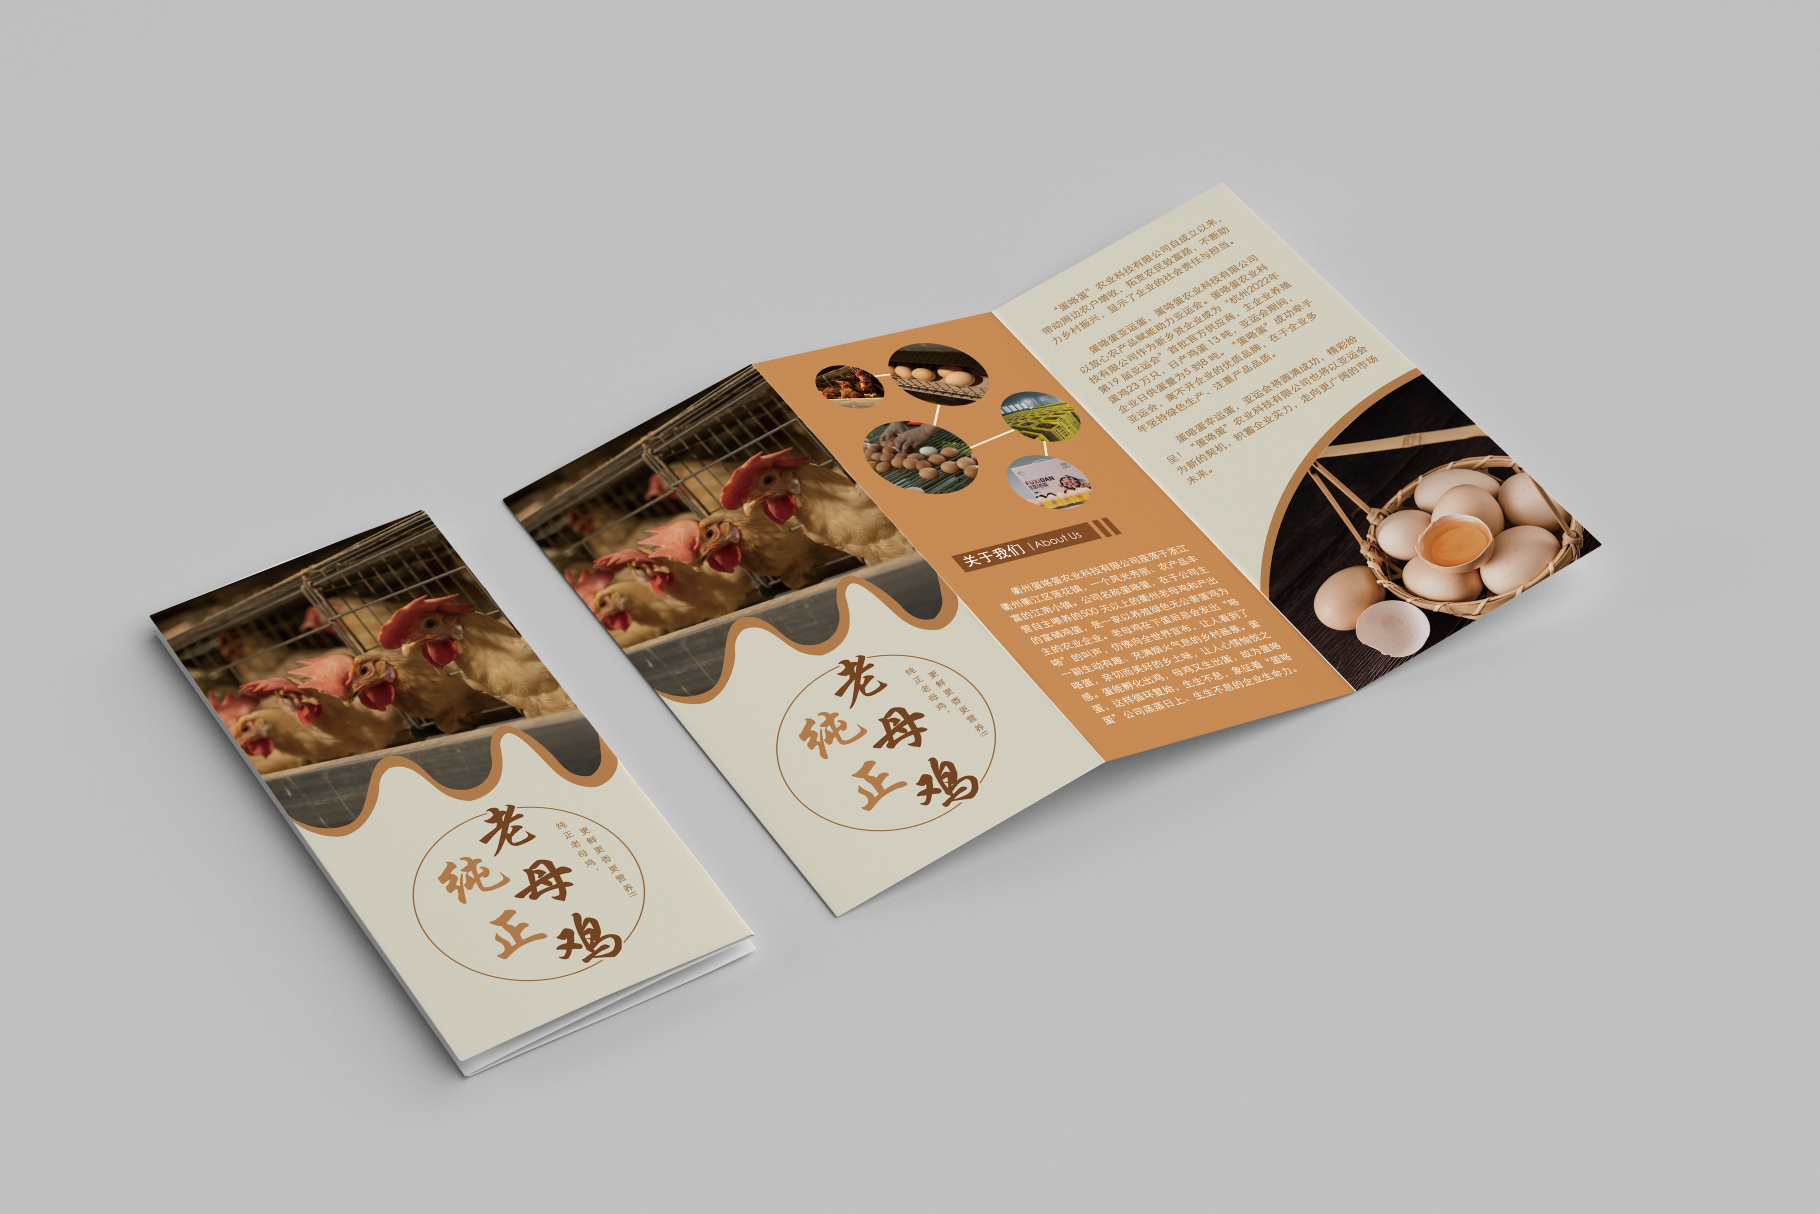 老母鸡
纯正
更鲜更香更营养!!
纯正老母鸡，
老母鸡
纯正
更鲜更香更营养!!
纯正老母鸡，
FUXIDAN
关于我们 | About Us
衢州蛋咯蛋农业科技有限公司座落于浙江
衢州衢江区莲花镇，一个风光秀丽、农产品丰
富的江南小镇。公司名称蛋咯蛋，在于公司主
营自主喂养的500 天以上的衢州老母鸡和产出
的富硒鸡蛋，是一家以养殖绿色无公害蛋鸡为
主的农业企业。老母鸡在下蛋后总会发出“咯
咯”的叫声，仿佛向全世界宣布，让人看到了
一副生动有趣、充满烟火气息的乡村画景。蛋
咯蛋，亲切而美好的乡土味，让人心情愉悦之
感。蛋能孵化出鸡，母鸡又生出蛋，故为蛋咯
蛋，这样循环复始，生生不息，象征着“蛋咯
蛋”公司蒸蒸日上、生生不息的企业生命力。
“蛋咯蛋”农业科技有限公司自成立以来，
带动周边农户增收，拓宽农民致富路，不断助
力乡村振兴，显示了企业的社会责任与担当。
蛋咯蛋亚运蛋，蛋咯蛋农业科技有限公司
以放心农产品赋能助力亚运会。蛋咯蛋农业科
技有限公司作为新乡贤企业成为“杭州2022年
第19 届亚运会”首批官方供应商，主企业养殖
蛋鸡23 万只，日产鸡蛋 13 吨，亚运会期间，
企业日供蛋量为5 到8 吨。“蛋咯蛋”成功牵手
亚运会，离不开企业的优质品牌，在于企业多
年坚持绿色生产、注重产品品质。
蛋咯蛋幸运蛋，亚运会将圆满成功，精彩纷
呈！“蛋咯蛋”农业科技有限公司也将以亚运会
为新的契机，积蓄企业实力，走向更广阔的市场
未来。